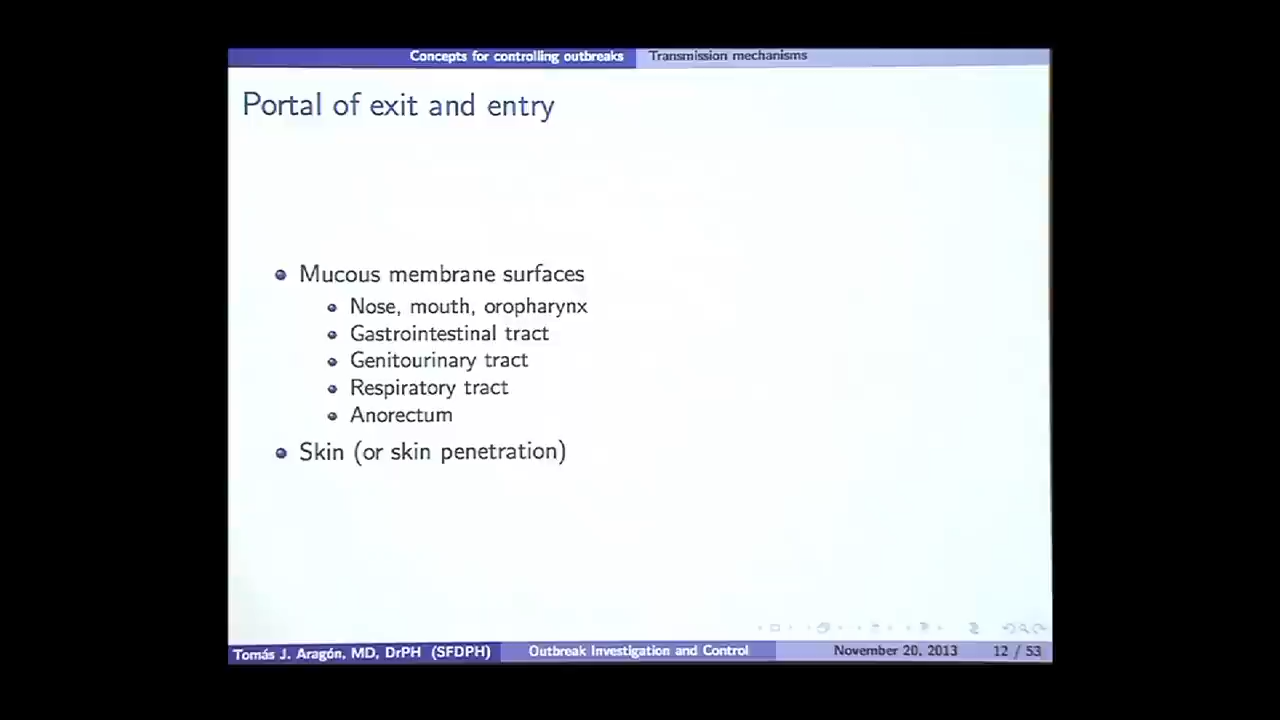 Concepts for controlling outbreaks Transmission mechanisms
Portal of exit and entry
Mucous membrane surfaces
Nose, mouth, oropharynx
Gastrointestinal tract
Genitourinary tract
Respiratory tract
Anorectum
Skin (or skin penetration)
Tomás J. Aragón, MD, DrPH (SFDPH) Outbreak Investigation and Control November 20, 2013 12 / 53